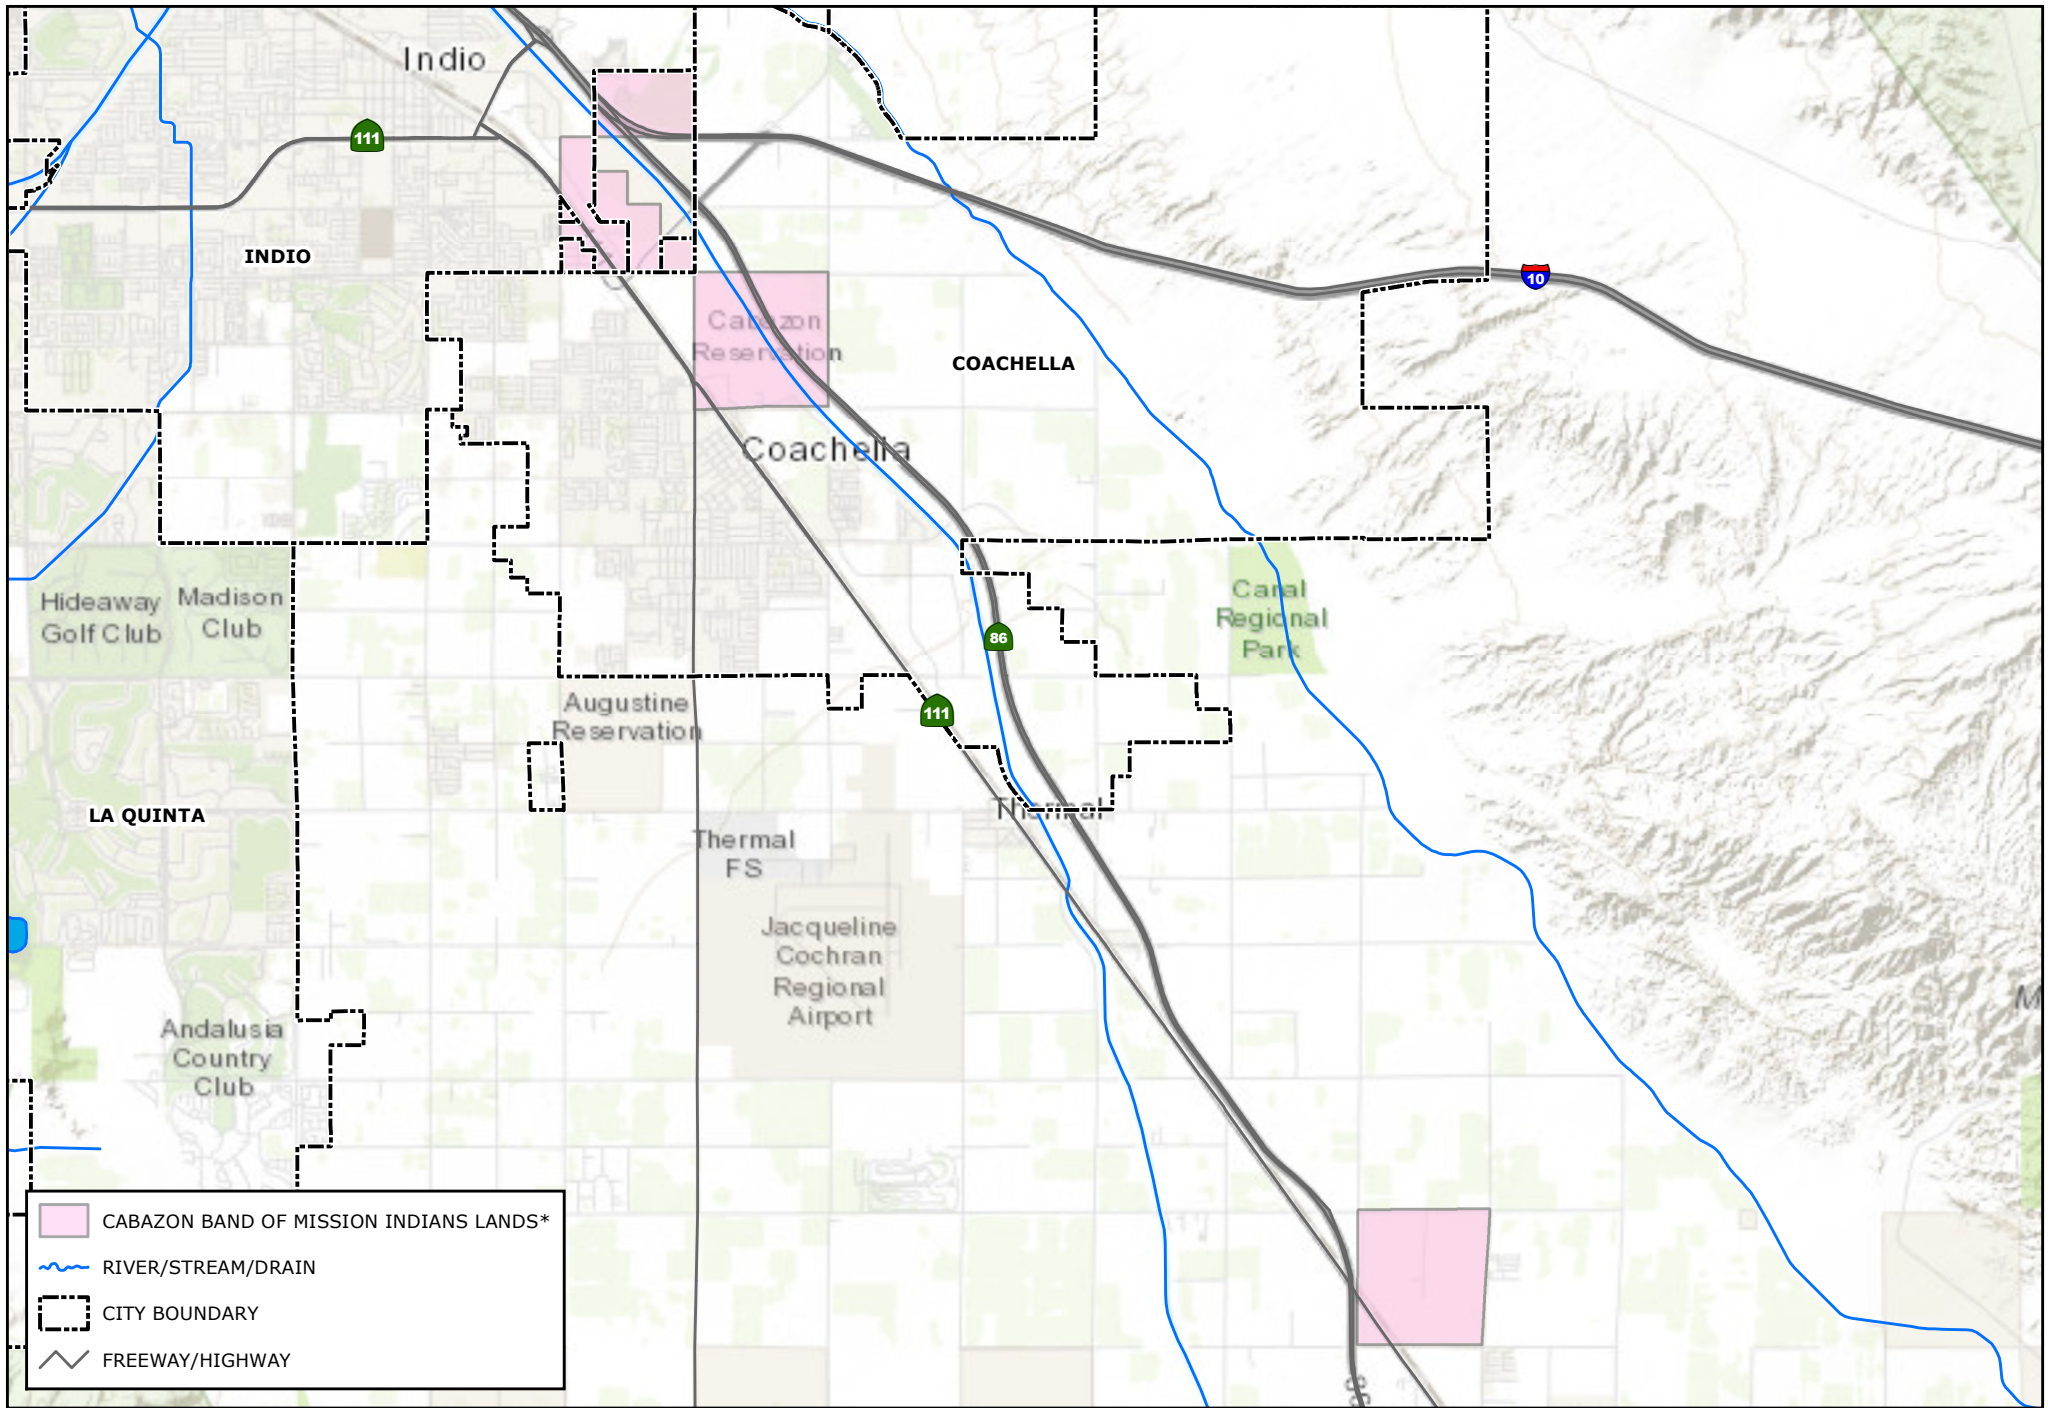 Indio
111
INDIO
10
Cabazon
Reservation
COACHELLA
Coachella
Hideaway
Golf Club
Madison
Club
Canal
Regional
Park
86
Augustine
Reservation
111
LA QUINTA
Thermal
Thermal
FS
Jacqueline
Cochran
Regional
Airport
M
Andalusia
Country
Club
CABAZON BAND OF MISSION INDIANS LANDS*
RIVER/STREAM/DRAIN
CITY BOUNDARY
FREEWAY/HIGHWAY
86